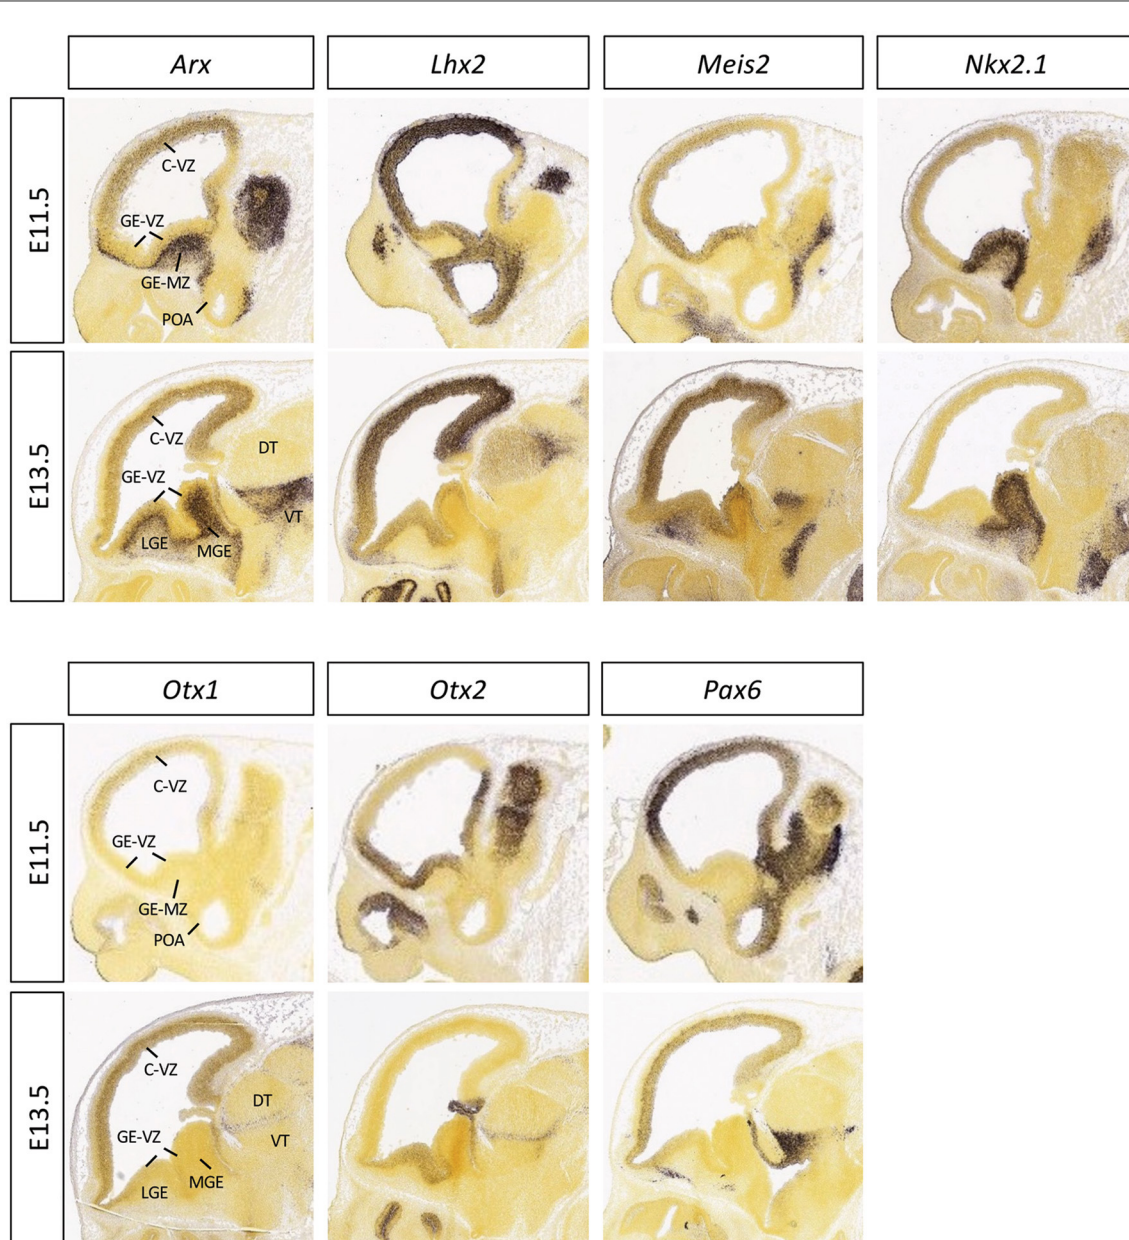 Arx
Lhx2
Meis2
Nkx2.1
E11.5
C-VZ
GE-VZ
GE-MZ
POA
E13.5
C-VZ
GE-VZ
DT
LGE
MGE
VT
Otx1
Otx2
Pax6
E11.5
C-VZ
GE-VZ
GE-MZ
POA
E13.5
C-VZ
GE-VZ
DT
VT
LGE
MGE